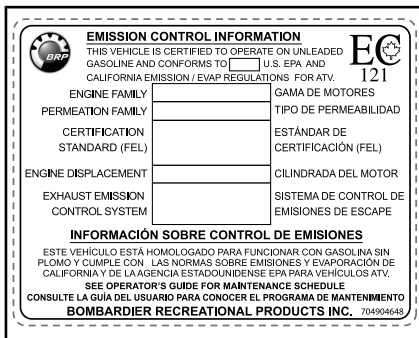 EMISSION CONTROL INFORMATION
THIS VEHICLE IS CERTIFIED TO OPERATE ON UNLEADED
GASOLINE AND CONFORMS TO U.S. EPA AND
CALIFORNIA EMISSION / EVAP REGULATIONS FOR ATV.
BRP
EC
121
ENGINE FAMILY GAMA DE MOTORES
PERMEATION FAMILY TIPO DE PERMEABILIDAD
CERTIFICATION ESTÁNDAR DE
STANDARD (FEL) CERTIFICACIÓN (FEL)
ENGINE DISPLACEMENT CILINDRADA DEL MOTOR
EXHAUST EMISSION SISTEMA DE CONTROL DE
CONTROL SYSTEM EMISIONES DE ESCAPE
INFORMACIÓN SOBRE CONTROL DE EMISIONES
ESTE VEHÍCULO ESTÁ HOMOLOGADO PARA FUNCIONAR CON GASOLINA SIN
PLOMO Y CUMPLE CON LAS NORMAS SOBRE EMISIONES Y EVAPORACIÓN DE
CALIFORNIA Y DE LA AGENCIA ESTADOUNIDENSE EPA PARA VEHÍCULOS ATV.
SEE OPERATOR'S GUIDE FOR MAINTENANCE SCHEDULE
CONSULTE LA GUÍA DEL USUARIO PARA CONOCER EL PROGRAMA DE MANTENIMIENTO
BOMBARDIER RECREATIONAL PRODUCTS INC. 704904648